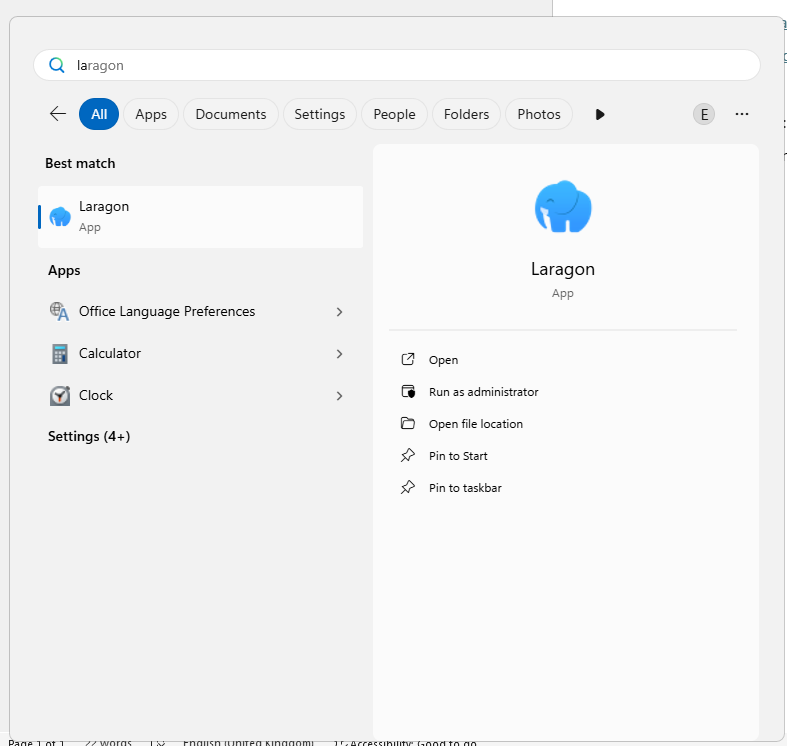 laragon
All Apps Documents Settings People Folders Photos E
Best match
Laragon
App
Apps
Office Language Preferences
Calculator
Clock
Settings (4+)
Laragon
App
Open
Run as administrator
Open file location
Pin to Start
Pin to taskbar
Page 1 of 1 22 words English (United Kingdom) Accessibility: Good to go